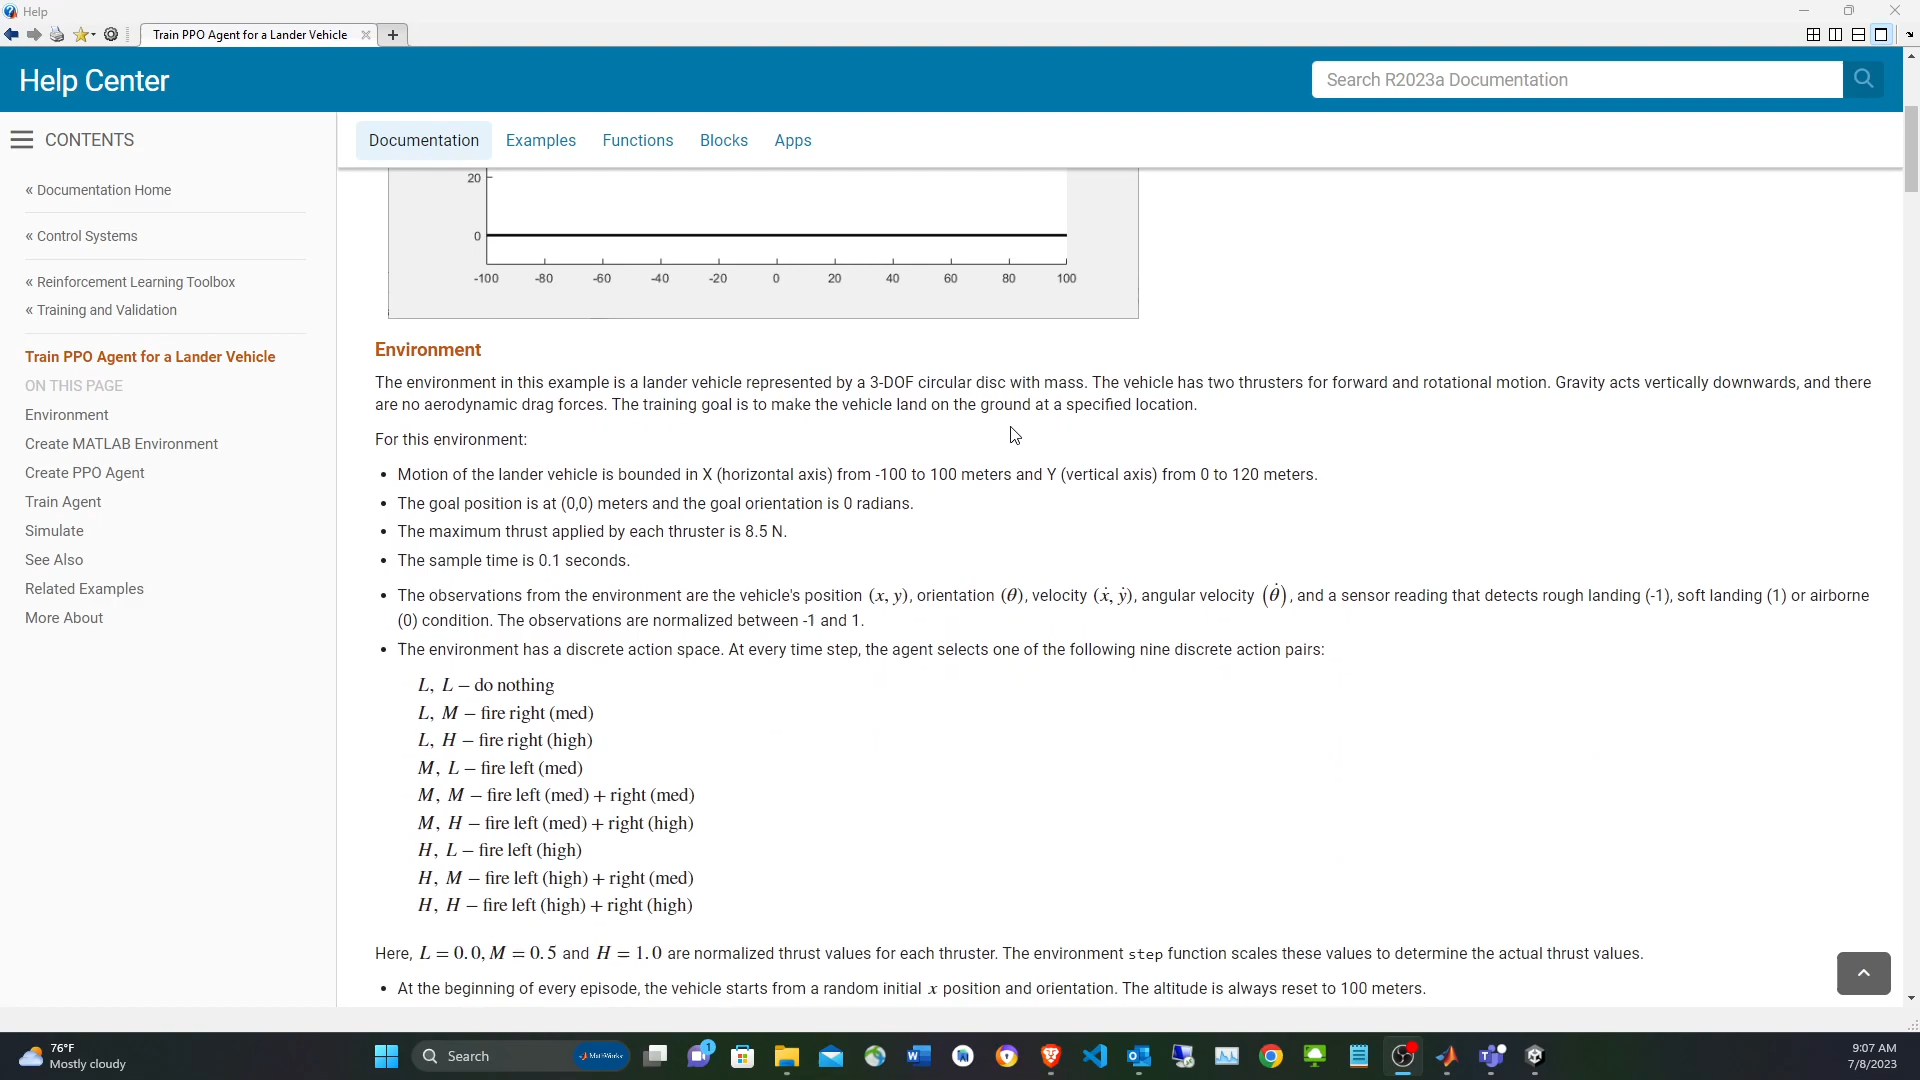 Help
Train PPO Agent for a Lander Vehicle
Help Center
Search R2023a Documentation
CONTENTS
Documentation Examples Functions Blocks Apps
« Documentation Home
« Control Systems
« Reinforcement Learning Toolbox
« Training and Validation
Train PPO Agent for a Lander Vehicle
ON THIS PAGE
Environment
Create MATLAB Environment
Create PPO Agent
Train Agent
Simulate
See Also
Related Examples
More About
20
0
-100 -80 -60 -40 -20 0 20 40 60 80 100
Environment
The environment in this example is a lander vehicle represented by a 3-DOF circular disc with mass. The vehicle has two thrusters for forward and rotational motion. Gravity acts vertically downwards, and there
are no aerodynamic drag forces. The training goal is to make the vehicle land on the ground at a specified location.
For this environment:
• Motion of the lander vehicle is bounded in X (horizontal axis) from -100 to 100 meters and Y (vertical axis) from 0 to 120 meters.
• The goal position is at (0,0) meters and the goal orientation is 0 radians.
• The maximum thrust applied by each thruster is 8.5 N.
• The sample time is 0.1 seconds.
• The observations from the environment are the vehicle's position (x, y), orientation (θ), velocity (ẋ, ẏ), angular velocity (θ̇), and a sensor reading that detects rough landing (-1), soft landing (1) or airborne
(0) condition. The observations are normalized between -1 and 1.
• The environment has a discrete action space. At every time step, the agent selects one of the following nine discrete action pairs:
L, L – do nothing
L, M – fire right (med)
L, H – fire right (high)
M, L – fire left (med)
M, M – fire left (med) + right (med)
M, H – fire left (med) + right (high)
H, L – fire left (high)
H, M – fire left (high) + right (med)
H, H – fire left (high) + right (high)
Here, L = 0.0, M = 0.5 and H = 1.0 are normalized thrust values for each thruster. The environment step function scales these values to determine the actual thrust values.
• At the beginning of every episode, the vehicle starts from a random initial x position and orientation. The altitude is always reset to 100 meters.
76°F
Mostly cloudy
Search
MathWorks
1
9:07 AM
7/8/2023